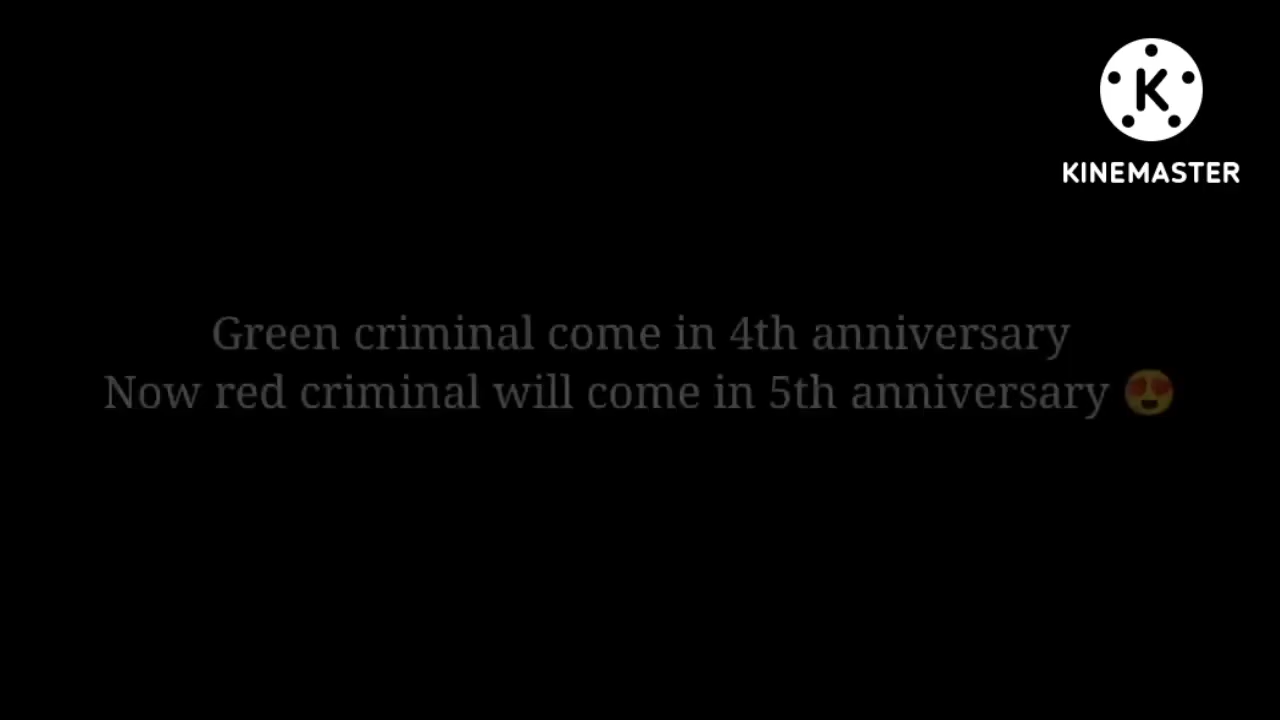 K
KINEMASTER
Green criminal come in 4th anniversary
Now red criminal will come in 5th anniversary 😍